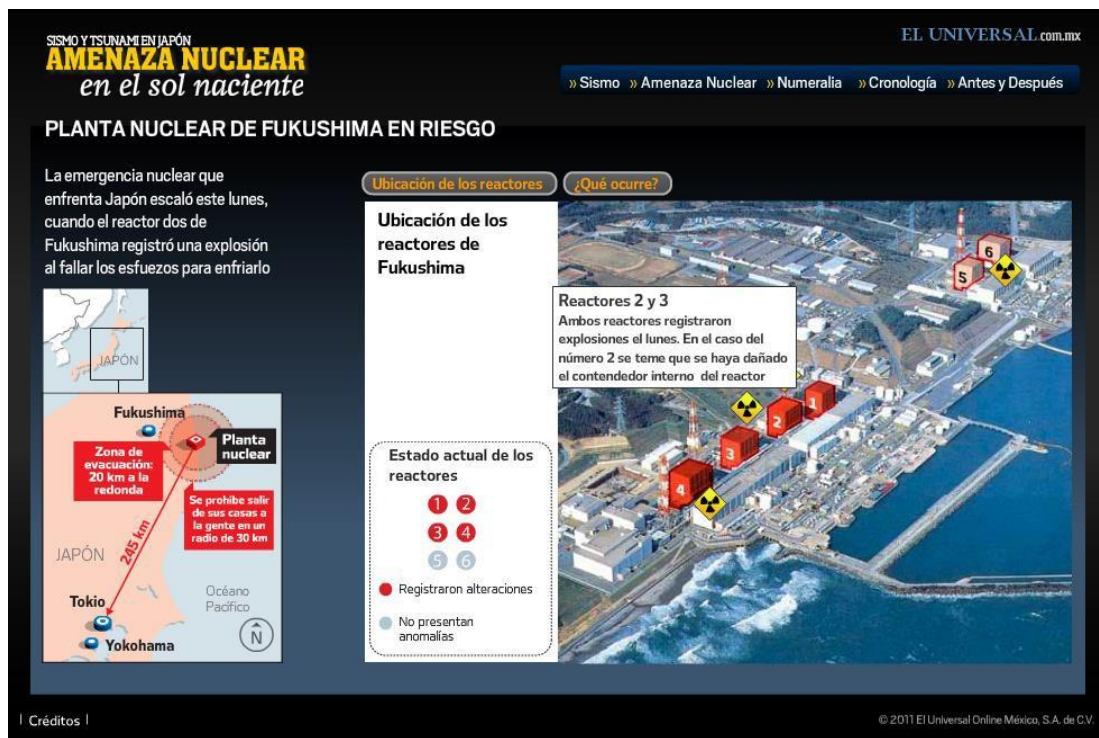 SISMO Y TSUNAMI EN JAPÓN
AMENAZA NUCLEAR
en el sol naciente
EL UNIVERSAL.com.mx
» Sismo » Amenaza Nuclear » Numeralia » Cronología » Antes y Después
PLANTA NUCLEAR DE FUKUSHIMA EN RIESGO
La emergencia nuclear que
enfrenta Japón escaló este lunes,
cuando el reactor dos de
Fukushima registró una explosión
al fallar los esfuezos para enfriarlo
JAPÓN
Fukushima
Planta
nuclear
Zona de
evacuación:
20 km a la
redonda
Se prohíbe salir
de sus casas a
la gente en un
radio de 30 km
245 km
JAPÓN
Océano
Pacífico
Tokio
Yokohama
N
Ubicación de los reactores
¿Qué ocurre?
Ubicación de los
reactores de
Fukushima
Estado actual de los
reactores
1 2
3 4
5 6
Registraron alteraciones
No presentan
anomalías
Reactores 2 y 3
Ambos reactores registraron
explosiones el lunes. En el caso del
número 2 se teme que se haya dañado
el contendedor interno del reactor
6
5
1
2
3
4
| Créditos |
© 2011 El Universal Online México, S.A. de C.V.